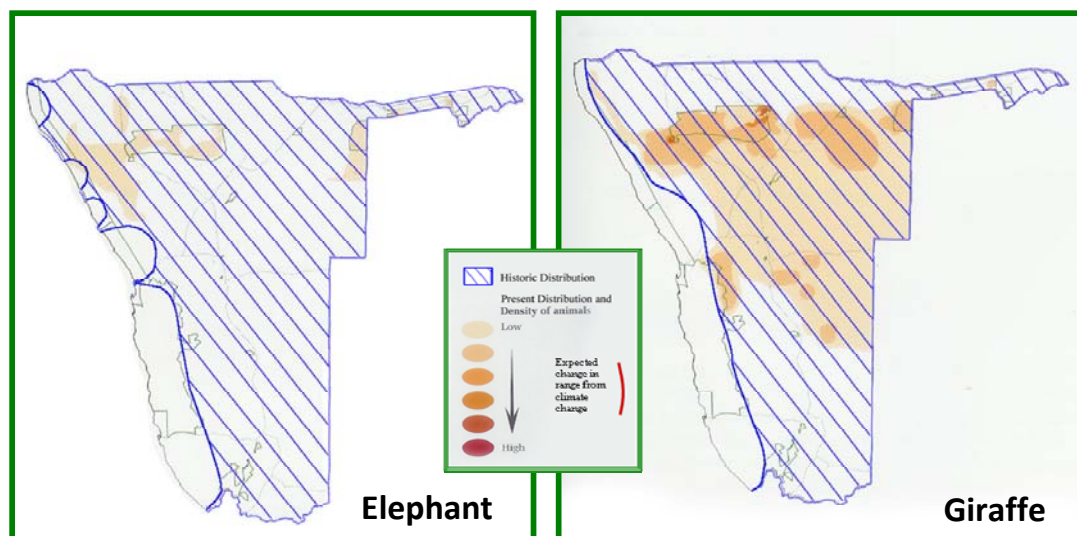 Historic Distribution
Present Distribution and
Density of animals
Low
High
Expected
change in
range from
climate
change
Elephant
Giraffe